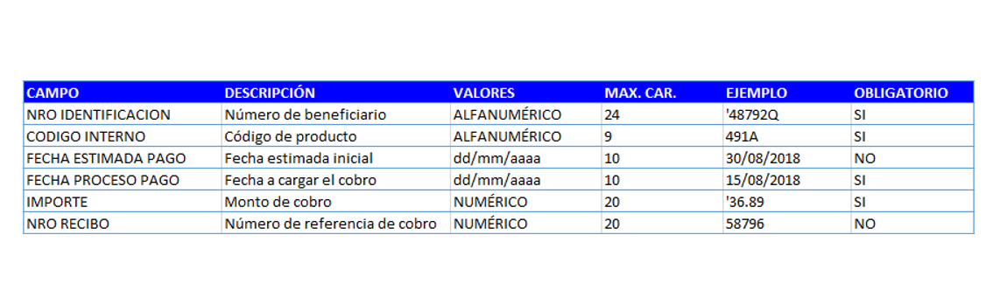 CAMPO DESCRIPCIÓN VALORES MAX. CAR. EJEMPLO OBLIGATORIO
NRO IDENTIFICACION Número de beneficiario ALFANUMÉRICO 24 '48792Q SI
CODIGO INTERNO Código de producto ALFANUMÉRICO 9 491A SI
FECHA ESTIMADA PAGO Fecha estimada inicial dd/mm/aaaa 10 30/08/2018 NO
FECHA PROCESO PAGO Fecha a cargar el cobro dd/mm/aaaa 10 15/08/2018 SI
IMPORTE Monto de cobro NUMÉRICO 20 '36.89 SI
NRO RECIBO Número de referencia de cobro NUMÉRICO 20 58796 NO